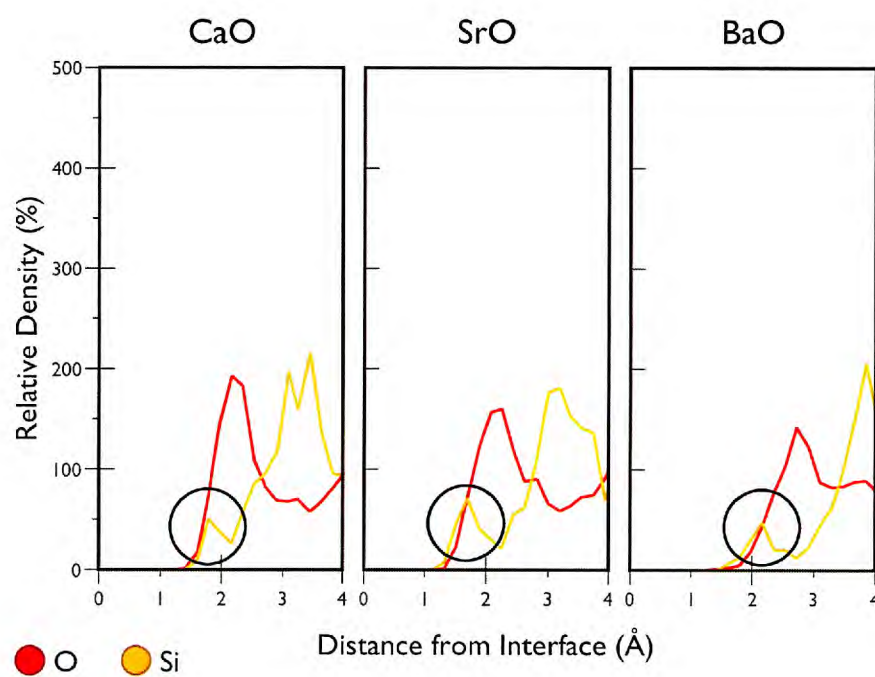 CaO SrO BaO
Relative Density (%)
500
400
300
200
100
0
0 1 2 3 4 0 1 2 3 4 0 1 2 3 4
Distance from Interface (Å)
O Si